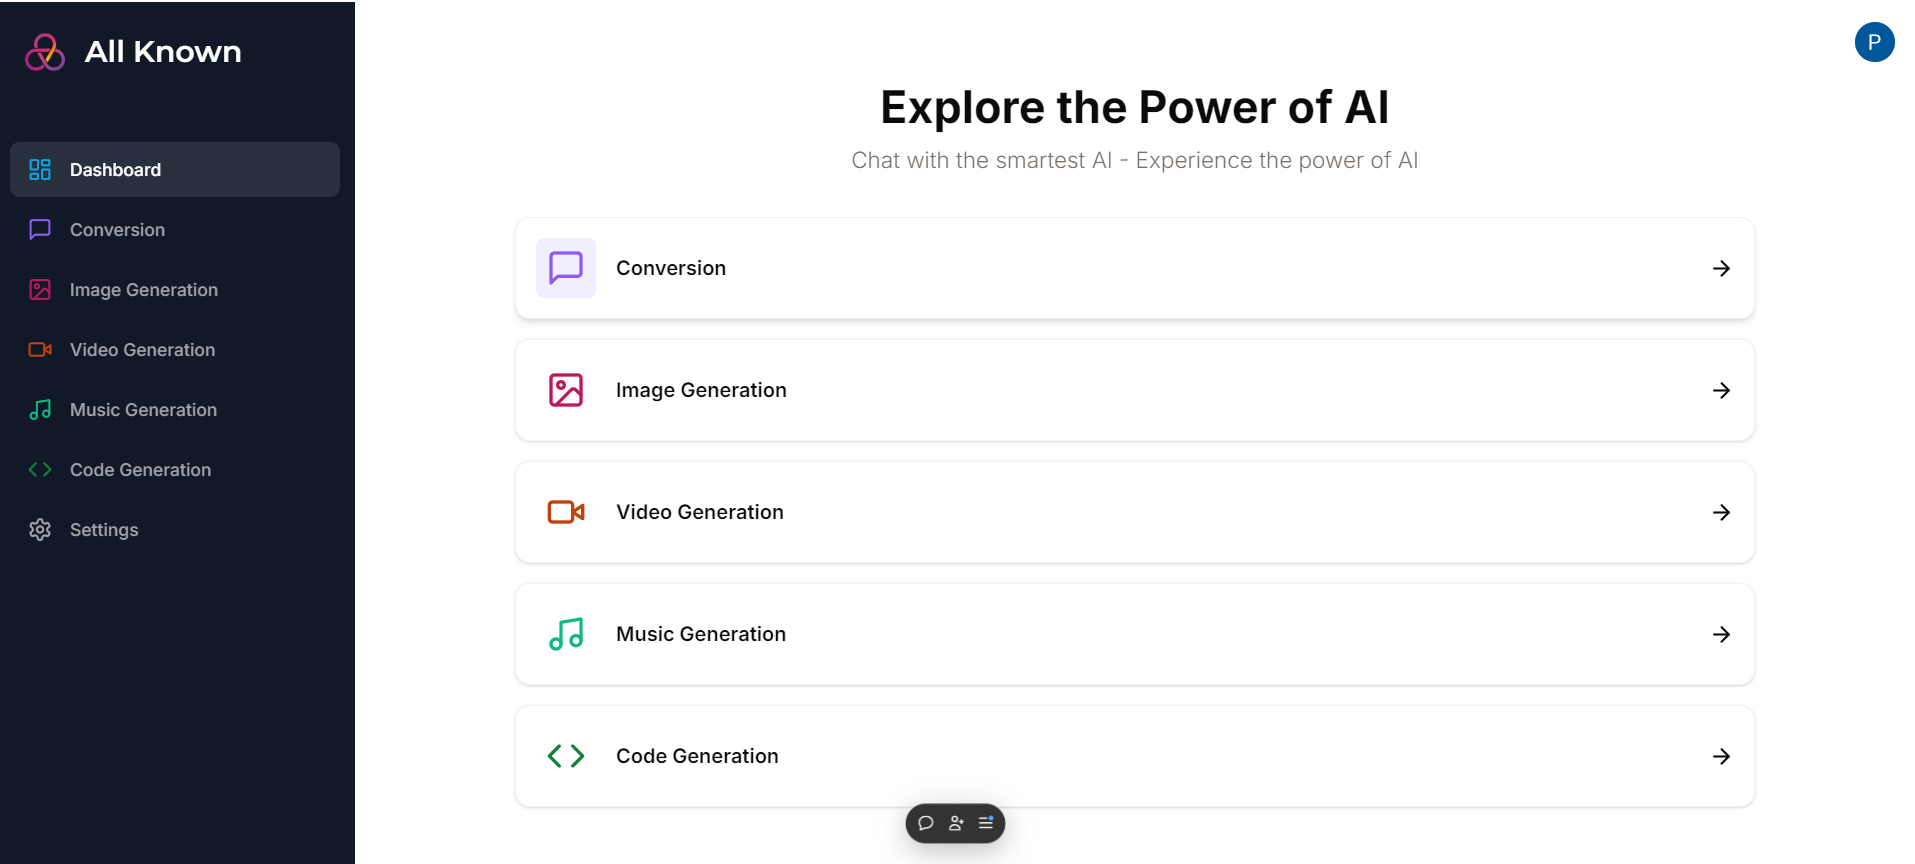 All Known
Dashboard
Conversion
Image Generation
Video Generation
Music Generation
Code Generation
Settings
P
Explore the Power of AI
Chat with the smartest AI - Experience the power of AI
Conversion
Image Generation
Video Generation
Music Generation
Code Generation